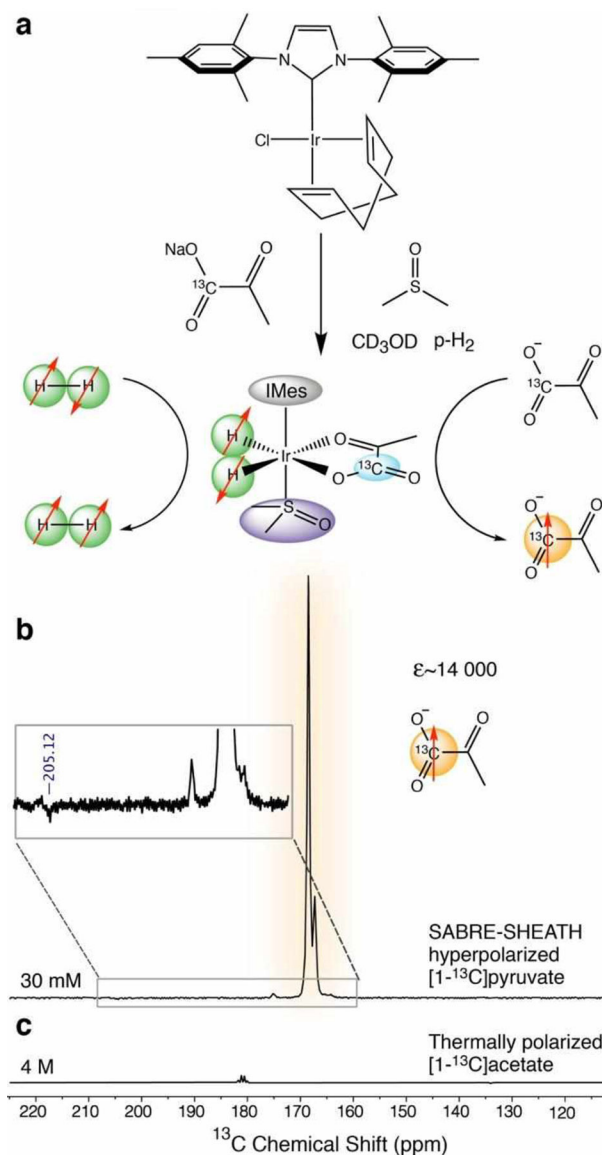 a
N N
Cl Ir
NaO
¹³C
O
O
O
S
CD₃OD p-H₂
H H
H H
IMes
H
H
Ir
O
O
¹³C
O
S
O
O⁻
¹³C
O
O
O⁻
¹³C
O
O
b
ε~14 000
O⁻
¹³C
O
O
−205.12
SABRE-SHEATH
hyperpolarized
[1-¹³C]pyruvate
30 mM
c
Thermally polarized
[1-¹³C]acetate
4 M
220 210 200 190 180 170 160 150 140 130 120
¹³C Chemical Shift (ppm)